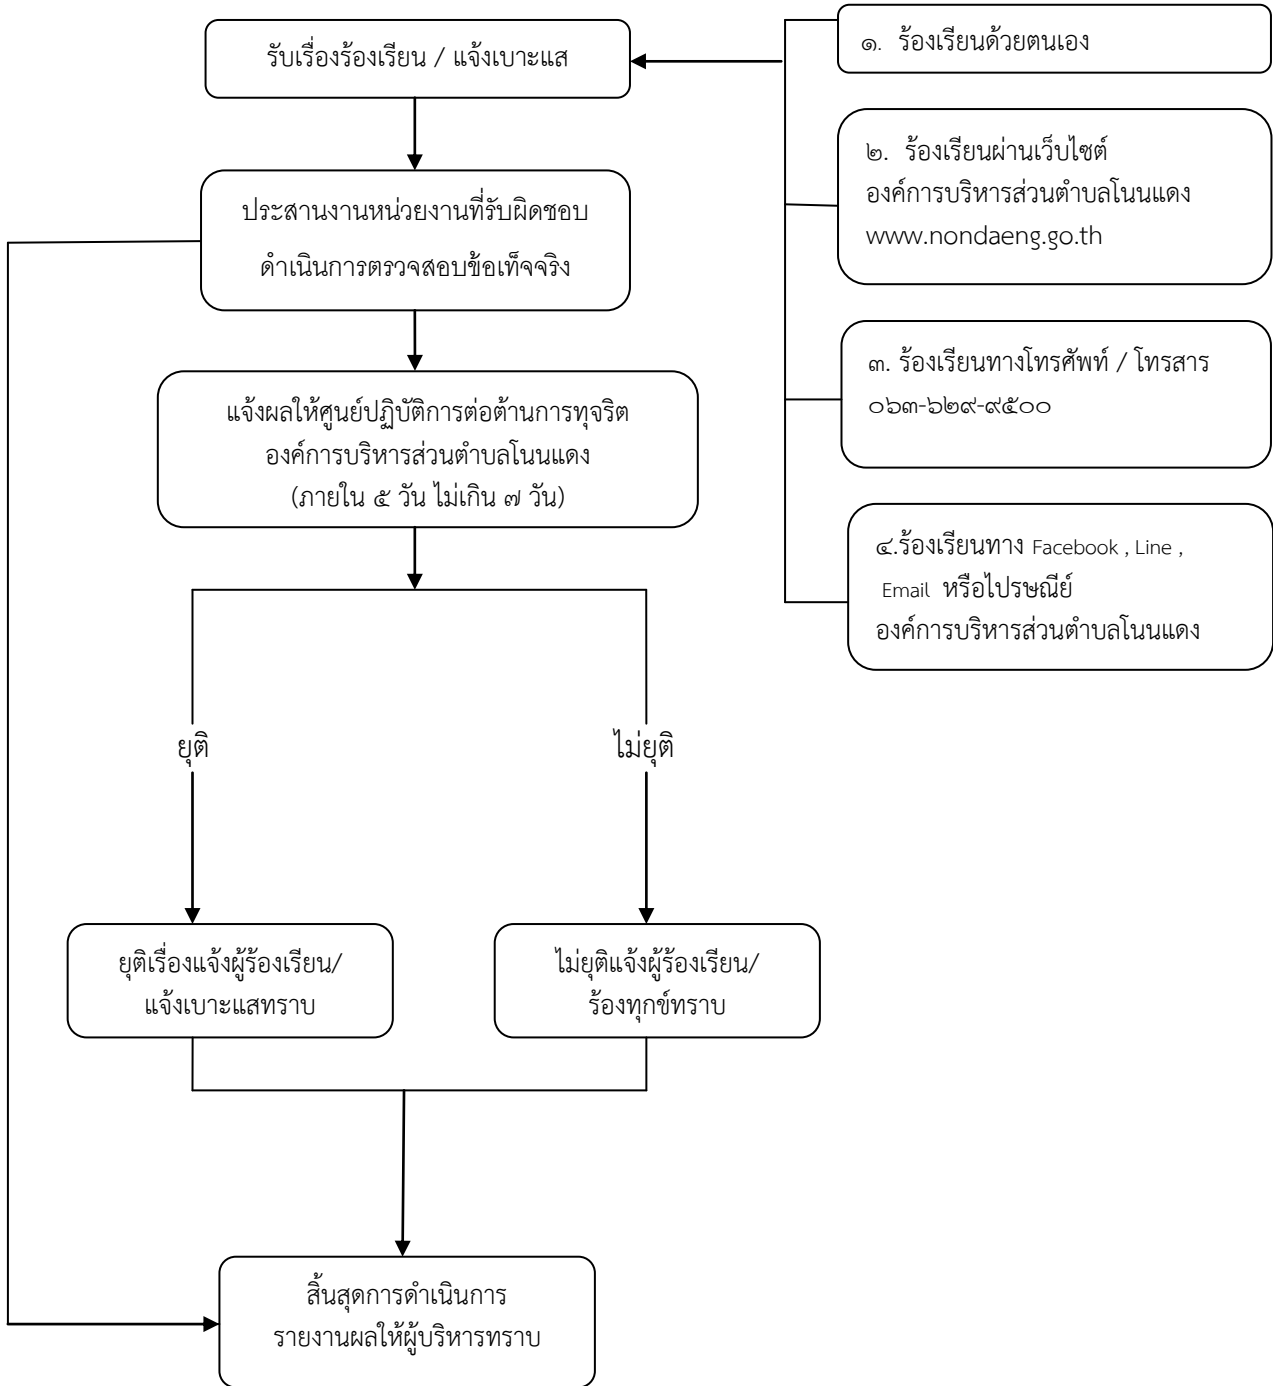 รับเรื่องร้องเรียน / แจ้งเบาะแส
๑. ร้องเรียนด้วยตนเอง
๒. ร้องเรียนผ่านเว็บไซต์
องค์การบริหารส่วนตำบลโนนแดง
www.nondaeng.go.th
๓. ร้องเรียนทางโทรศัพท์ / โทรสาร
๐๖๓-๖๒๙-๙๕๐๐
๔.ร้องเรียนทาง Facebook , Line ,
Email หรือไปรษณีย์
องค์การบริหารส่วนตำบลโนนแดง
ประสานงานหน่วยงานที่รับผิดชอบ
ดำเนินการตรวจสอบข้อเท็จจริง
แจ้งผลให้ศูนย์ปฏิบัติการต่อต้านการทุจริต
องค์การบริหารส่วนตำบลโนนแดง
(ภายใน ๕ วัน ไม่เกิน ๗ วัน)
ยุติ
ไม่ยุติ
ยุติเรื่องแจ้งผู้ร้องเรียน/
แจ้งเบาะแสทราบ
ไม่ยุติแจ้งผู้ร้องเรียน/
ร้องทุกข์ทราบ
สิ้นสุดการดำเนินการ
รายงานผลให้ผู้บริหารทราบ